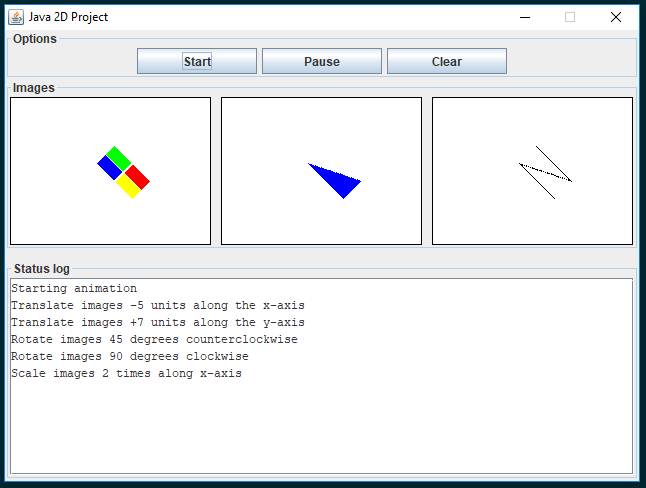 Java 2D Project
Options
Start Pause Clear
Images
Status log
Starting animation
Translate images -5 units along the x-axis
Translate images +7 units along the y-axis
Rotate images 45 degrees counterclockwise
Rotate images 90 degrees clockwise
Scale images 2 times along x-axis